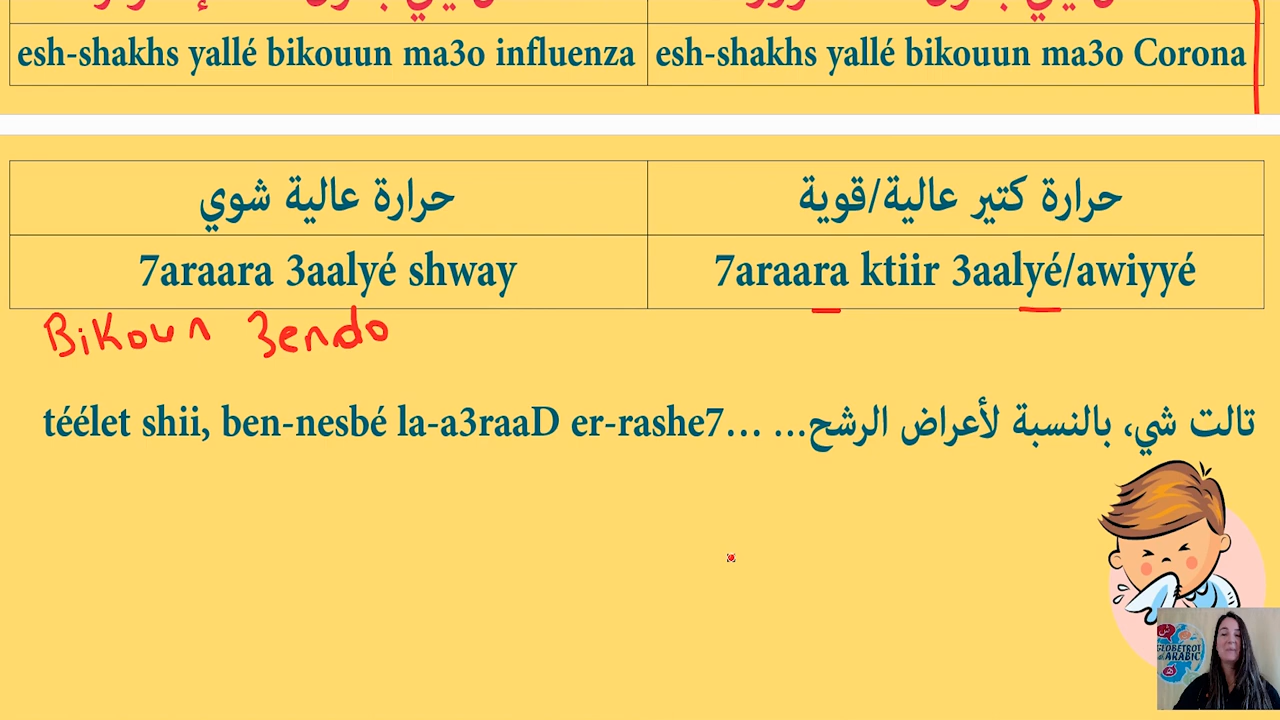 esh-shakhs yallé bikouun ma3o influenza
esh-shakhs yallé bikouun ma3o Corona
حرارة عالية شوي
حرارة كتير عالية/قوية
7araara 3aalyé shway
7araara ktiir 3aalyé/awiyyé
Bikoun 3endo
téélet shii, ben-nesbé la-a3raaD er-rashe7... ...تالت شي، بالنسبة لأعراض الرشح
GLOBETROT
ARABIC